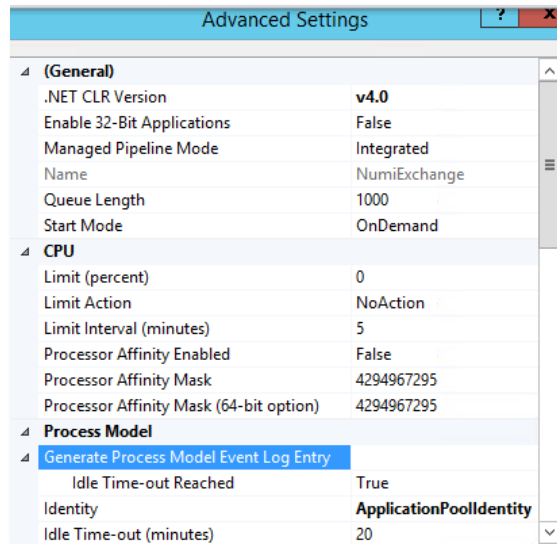 Advanced Settings ? x
(General)
.NET CLR Version v4.0
Enable 32-Bit Applications False
Managed Pipeline Mode Integrated
Name NumiExchange
Queue Length 1000
Start Mode OnDemand
CPU
Limit (percent) 0
Limit Action NoAction
Limit Interval (minutes) 5
Processor Affinity Enabled False
Processor Affinity Mask 4294967295
Processor Affinity Mask (64-bit option) 4294967295
Process Model
Generate Process Model Event Log Entry
Idle Time-out Reached True
Identity ApplicationPoolIdentity
Idle Time-out (minutes) 20